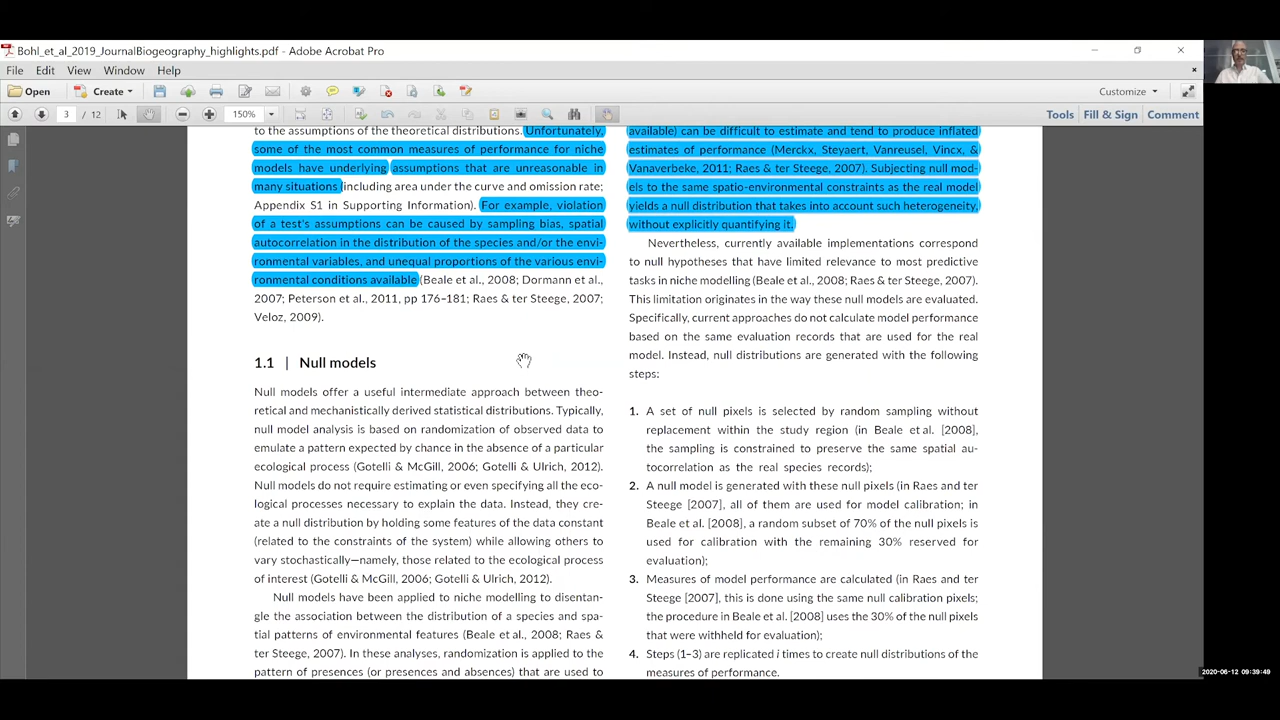 Bohl_et_al_2019_JournalBiogeography_highlights.pdf - Adobe Acrobat Pro
File Edit View Window Help
Open Create Customize
3 / 12 150% Tools Fill & Sign Comment
to the assumptions of the theoretical distributions. Unfortunately,
some of the most common measures of performance for niche
models have underlying assumptions that are unreasonable in
many situations including area under the curve and omission rate;
Appendix S1 in Supporting Information). For example, violation
of a test's assumptions can be caused by sampling bias, spatial
autocorrelation in the distribution of the species and/or the envi-
ronmental variables, and unequal proportions of the various envi-
ronmental conditions available (Beale et al., 2008; Dormann et al.,
2007; Peterson et al., 2011, pp 176–181; Raes & ter Steege, 2007;
Veloz, 2009).
1.1 | Null models
Null models offer a useful intermediate approach between theo-
retical and mechanistically derived statistical distributions. Typically,
null model analysis is based on randomization of observed data to
emulate a pattern expected by chance in the absence of a particular
ecological process (Gotelli & McGill, 2006; Gotelli & Ulrich, 2012).
Null models do not require estimating or even specifying all the eco-
logical processes necessary to explain the data. Instead, they cre-
ate a null distribution by holding some features of the data constant
(related to the constraints of the system) while allowing others to
vary stochastically—namely, those related to the ecological process
of interest (Gotelli & McGill, 2006; Gotelli & Ulrich, 2012).
Null models have been applied to niche modelling to disentan-
gle the association between the distribution of a species and spa-
tial patterns of environmental features (Beale et al., 2008; Raes &
ter Steege, 2007). In these analyses, randomization is applied to the
pattern of presences (or presences and absences) that are used to
available) can be difficult to estimate and tend to produce inflated
estimates of performance (Merckx, Steyaert, Vanreusel, Vincx, &
Vanaverbeke, 2011; Raes & ter Steege, 2007). Subjecting null mod-
els to the same spatio-environmental constraints as the real model
yields a null distribution that takes into account such heterogeneity,
without explicitly quantifying it.
Nevertheless, currently available implementations correspond
to null hypotheses that have limited relevance to most predictive
tasks in niche modelling (Beale et al., 2008; Raes & ter Steege, 2007).
This limitation originates in the way these null models are evaluated.
Specifically, current approaches do not calculate model performance
based on the same evaluation records that are used for the real
model. Instead, null distributions are generated with the following
steps:
1. A set of null pixels is selected by random sampling without
replacement within the study region (in Beale et al. [2008],
the sampling is constrained to preserve the same spatial au-
tocorrelation as the real species records);
2. A null model is generated with these null pixels (in Raes and ter
Steege [2007], all of them are used for model calibration; in
Beale et al. [2008], a random subset of 70% of the null pixels is
used for calibration with the remaining 30% reserved for
evaluation);
3. Measures of model performance are calculated (in Raes and ter
Steege [2007], this is done using the same null calibration pixels;
the procedure in Beale et al. [2008] uses the 30% of the null pixels
that were withheld for evaluation);
4. Steps (1–3) are replicated i times to create null distributions of the
measures of performance.
2020-06-12 09:39:49